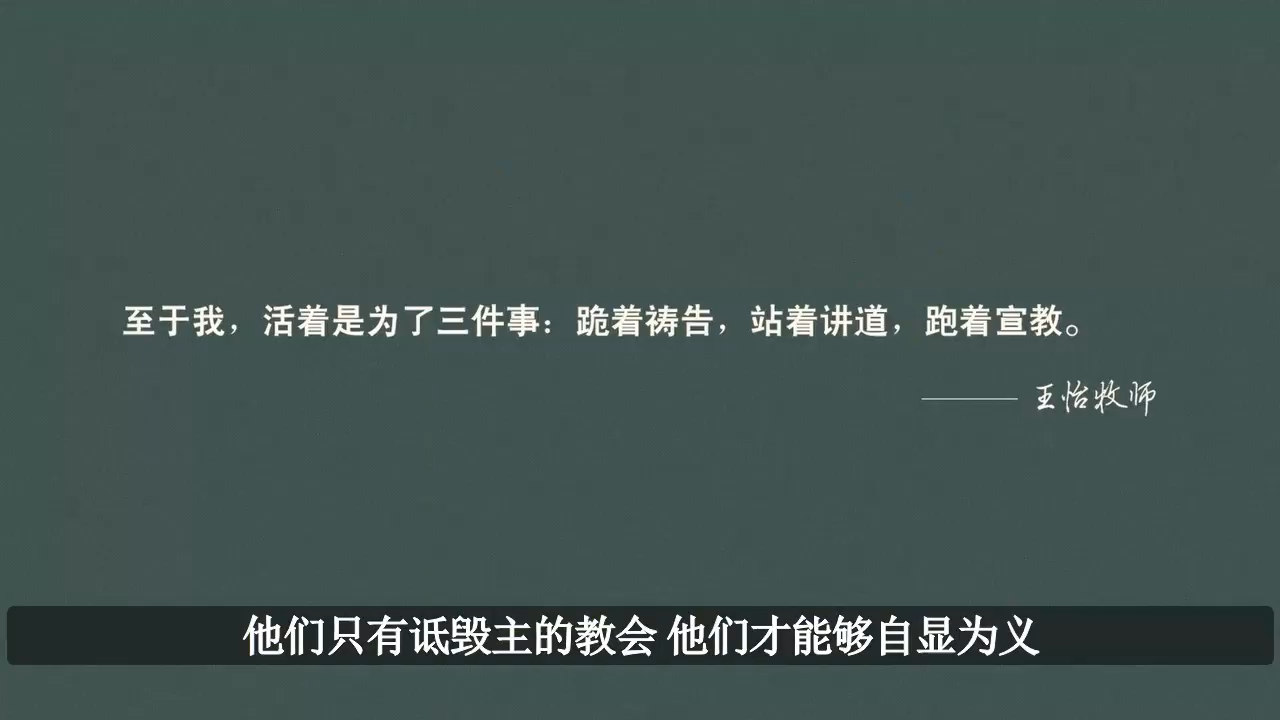 至于我，活着是为了三件事：跪着祷告，站着讲道，跑着宣教。
—— 王怡牧师
他们只有诋毁主的教会 他们才能够自显为义